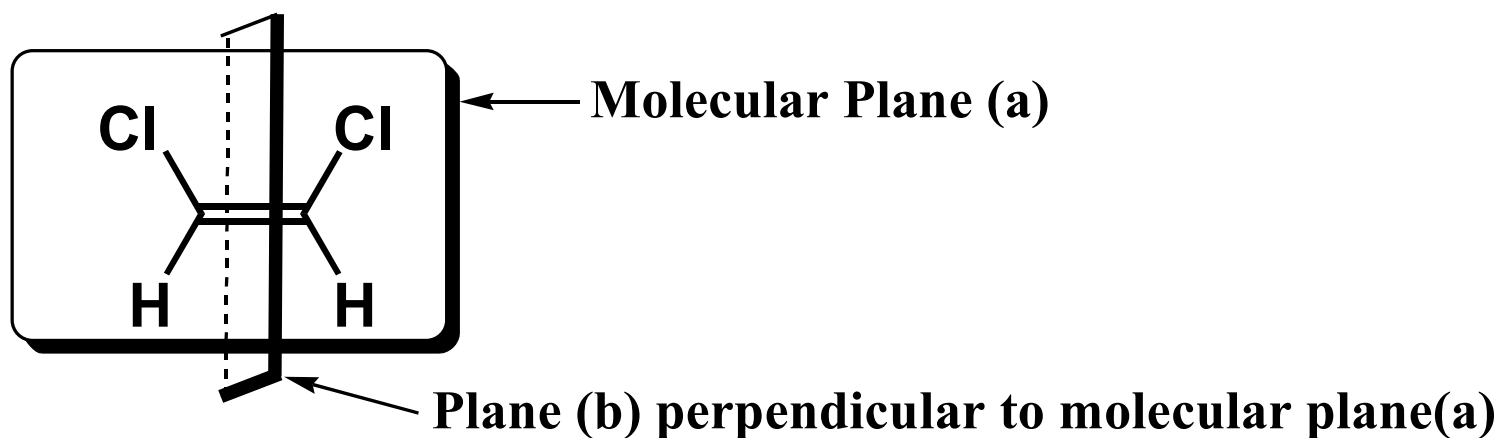 Molecular Plane (a)
Cl Cl
H H
Plane (b) perpendicular to molecular plane(a)